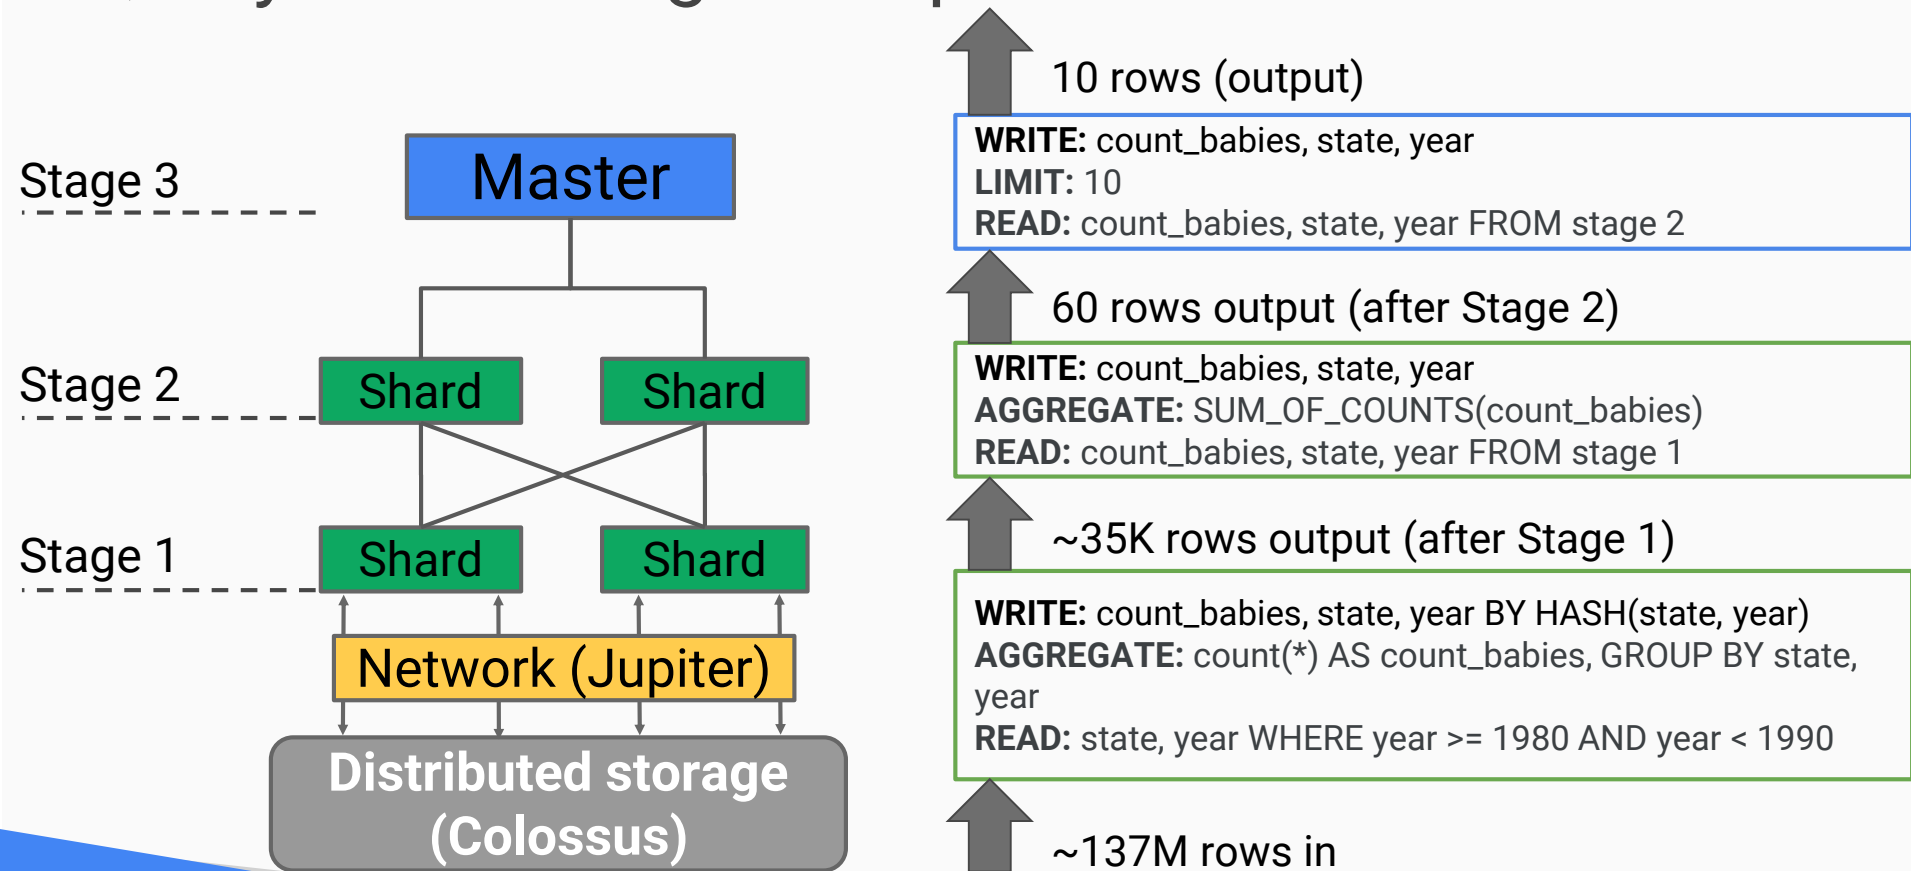 Stage 3
Master
Stage 2
Shard
Shard
Stage 1
Shard
Shard
Network (Jupiter)
Distributed storage
(Colossus)
10 rows (output)
WRITE: count_babies, state, year
LIMIT: 10
READ: count_babies, state, year FROM stage 2
60 rows output (after Stage 2)
WRITE: count_babies, state, year
AGGREGATE: SUM_OF_COUNTS(count_babies)
READ: count_babies, state, year FROM stage 1
~35K rows output (after Stage 1)
WRITE: count_babies, state, year BY HASH(state, year)
AGGREGATE: count(*) AS count_babies, GROUP BY state,
year
READ: state, year WHERE year >= 1980 AND year < 1990
~137M rows in